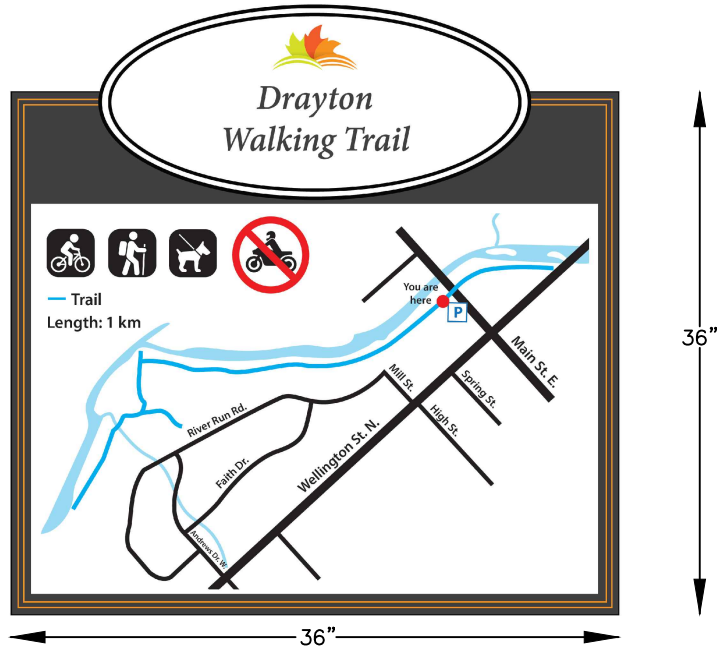 Drayton
Walking Trail
Trail
Length: 1 km
You are
here
P
Main St. E.
Mill St.
Spring St.
High St.
River Run Rd.
Faith Dr.
Wellington St. N.
Andrews Dr. W.
36”
36”